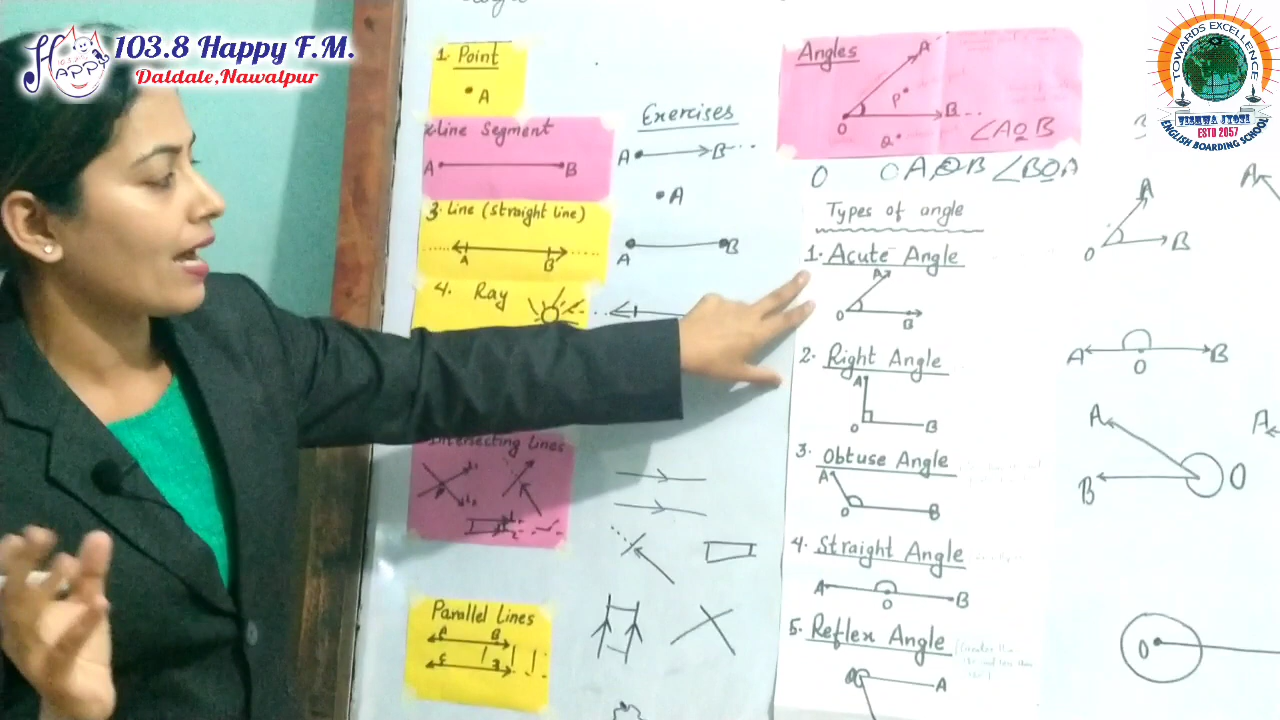 103.8 Happy F.M.
Daldale,Nawalpur
HAPPY
TOWARDS EXCELLENCE
VISHWA JYOTI
ESTD 2057
ENGLISH BOARDING SCHOOL
1. Point
A
Line Segment
A B
3. Line (straight line)
A B
4. Ray
Intersecting lines
Parallel Lines
A B
Exercises
A B
A
A B
Angles
A
P
O B
Q
∠AOB
O O A, OB ∠BOA
Types of angle
1. Acute Angle
A
O B
2. Right Angle
A
O B
3. Obtuse Angle
A
O B
4. Straight Angle
A O B
5. Reflex Angle
O A
A
O B
A
A O B
A
B O
A
O